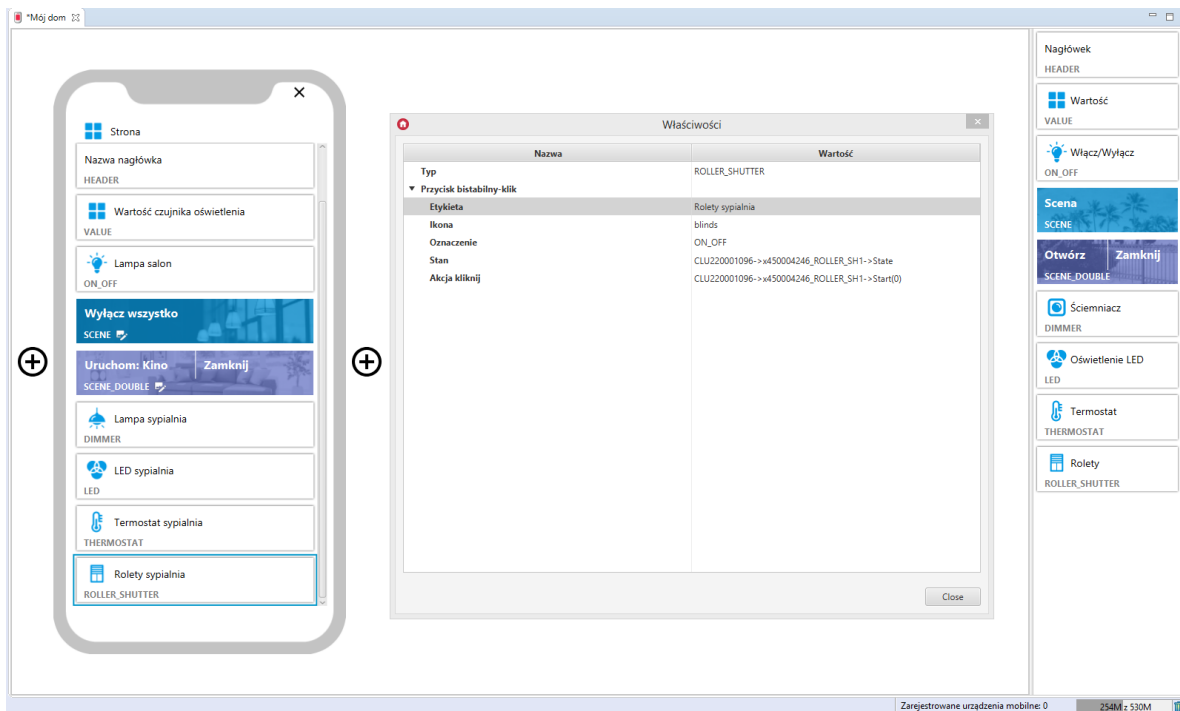 *Mój dom
Strona
Nazwa nagłówka
HEADER
Wartość czujnika oświetlenia
VALUE
Lampa salon
ON_OFF
Wyłącz wszystko
SCENE
Uruchom: Kino Zamknij
SCENE_DOUBLE
Lampa sypialnia
DIMMER
LED sypialnia
LED
Termostat sypialnia
THERMOSTAT
Rolety sypialnia
ROLLER_SHUTTER
Właściwości
Nazwa Wartość
Typ ROLLER_SHUTTER
Przycisk bistabilny-klik
Etykieta Rolety sypialnia
Ikona blinds
Oznaczenie ON_OFF
Stan CLU220001096->x450004246_ROLLER_SH1->State
Akcja kliknij CLU220001096->x450004246_ROLLER_SH1->Start(0)
Close
Nagłówek
HEADER
Wartość
VALUE
Włącz/Wyłącz
ON_OFF
Scena
SCENE
Otwórz Zamknij
SCENE_DOUBLE
Ściemniacz
DIMMER
Oświetlenie LED
LED
Termostat
THERMOSTAT
Rolety
ROLLER_SHUTTER
Zarejestrowane urządzenia mobilne: 0 254M z 530M